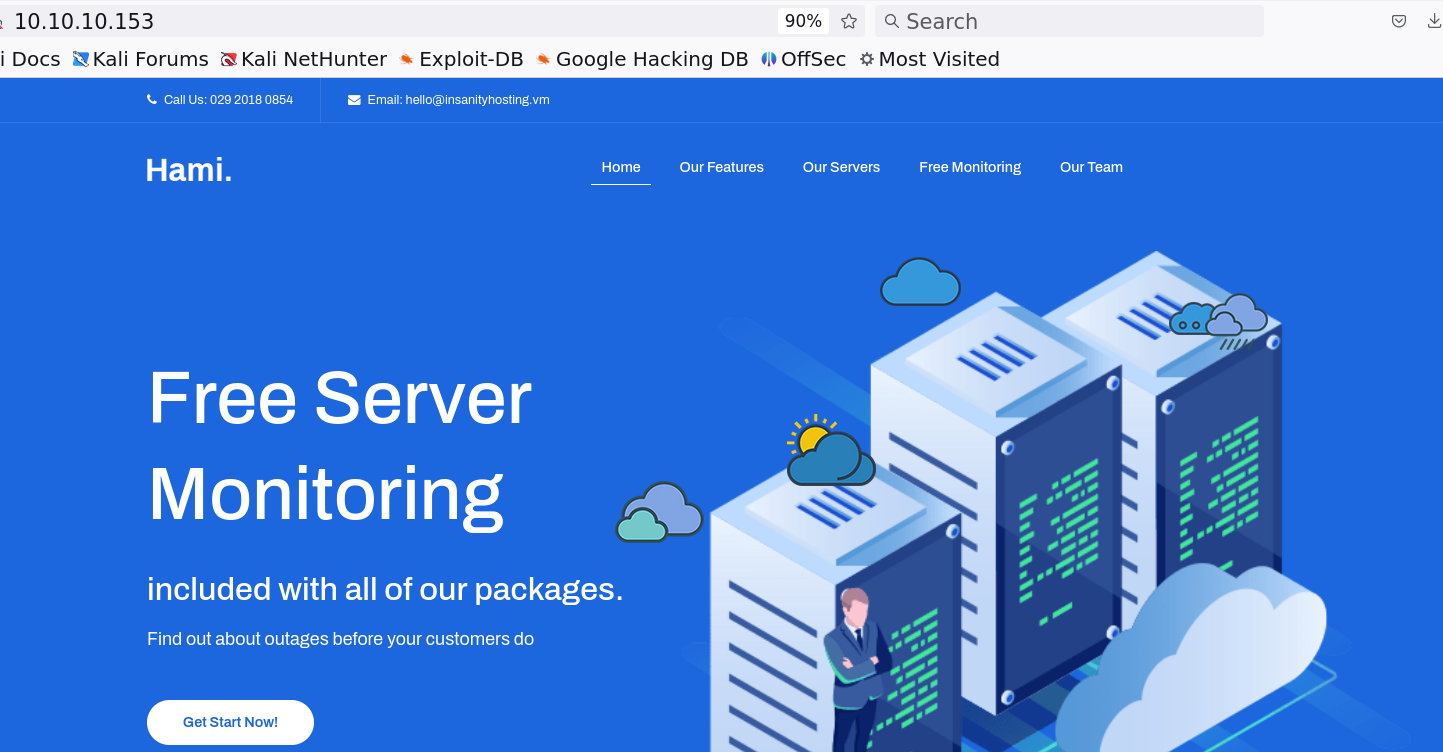 10.10.10.153
90%
Search
i Docs
Kali Forums
Kali NetHunter
Exploit-DB
Google Hacking DB
OffSec
Most Visited
Call Us: 029 2018 0854
Email: hello@insanityhosting.vm
Hami.
Home
Our Features
Our Servers
Free Monitoring
Our Team
Free Server
Monitoring
included with all of our packages.
Find out about outages before your customers do
Get Start Now!